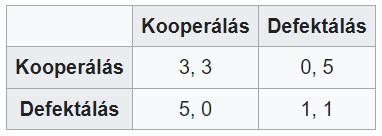 Kooperálás Defektálás
Kooperálás 3, 3 0, 5
Defektálás 5, 0 1, 1